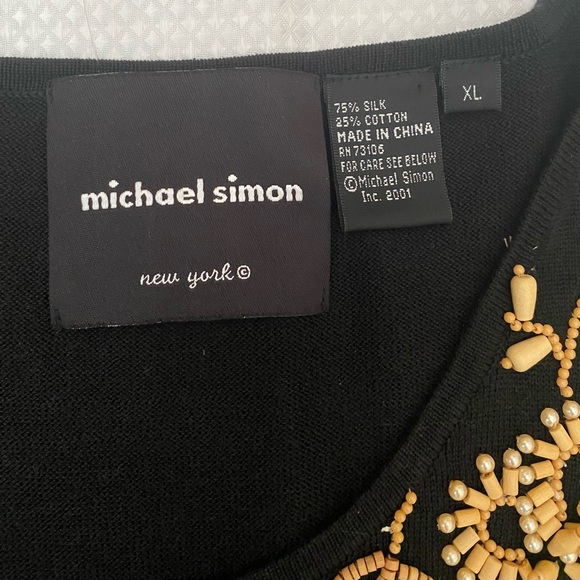 michael simon
new york ©
75% SILK
25% COTTON
MADE IN CHINA
RN 73106
FOR CARE SEE BELOW
©Michael Simon
Inc. 2001
XL